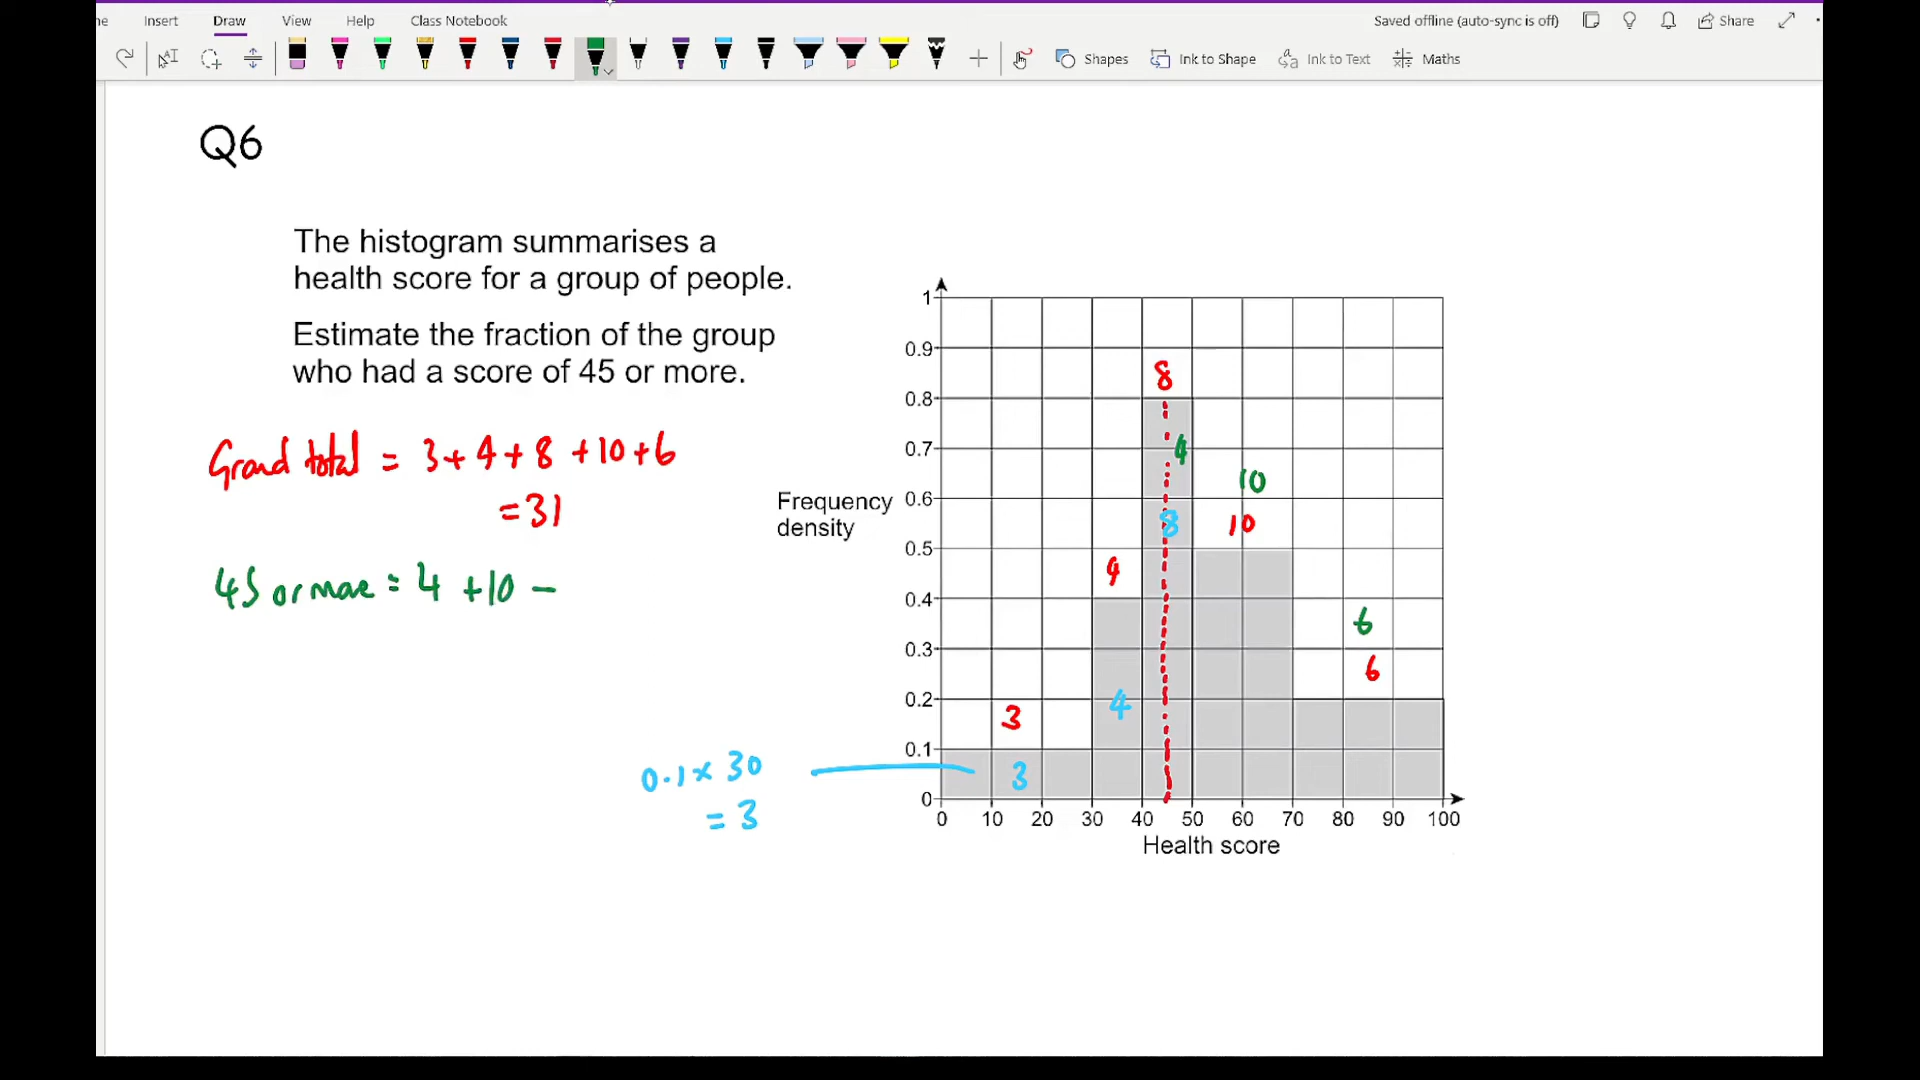 ne Insert Draw View Help Class Notebook Saved offline (auto-sync is off) Share
Shapes Ink to Shape Ink to Text Maths
Q6
The histogram summarises a
health score for a group of people.
Estimate the fraction of the group
who had a score of 45 or more.
Grand total = 3+4+8+10+6
=31
45 or more = 4 +10 −
0.1 x 30
= 3
Frequency
density
1
0.9
0.8
0.7
0.6
0.5
0.4
0.3
0.2
0.1
0
8
4
10
8
10
4
6
6
4
3
3
0 10 20 30 40 50 60 70 80 90 100
Health score